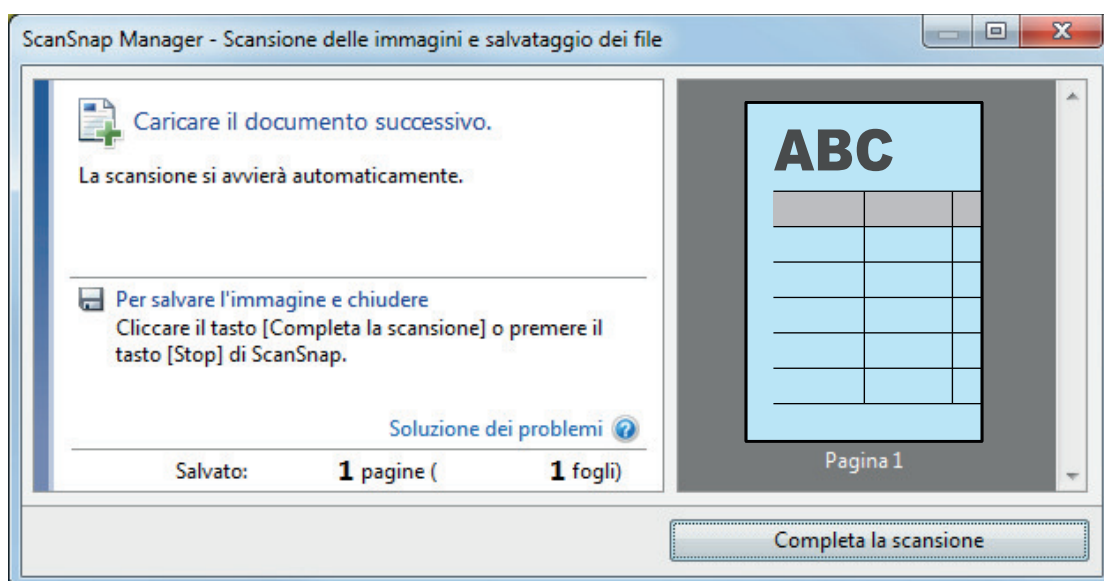 ScanSnap Manager - Scansione delle immagini e salvataggio dei file
Caricare il documento successivo.
La scansione si avvierà automaticamente.
Per salvare l'immagine e chiudere
Cliccare il tasto [Completa la scansione] o premere il
tasto [Stop] di ScanSnap.
Soluzione dei problemi
Salvato: 1 pagine ( 1 fogli)
ABC
Pagina 1
Completa la scansione